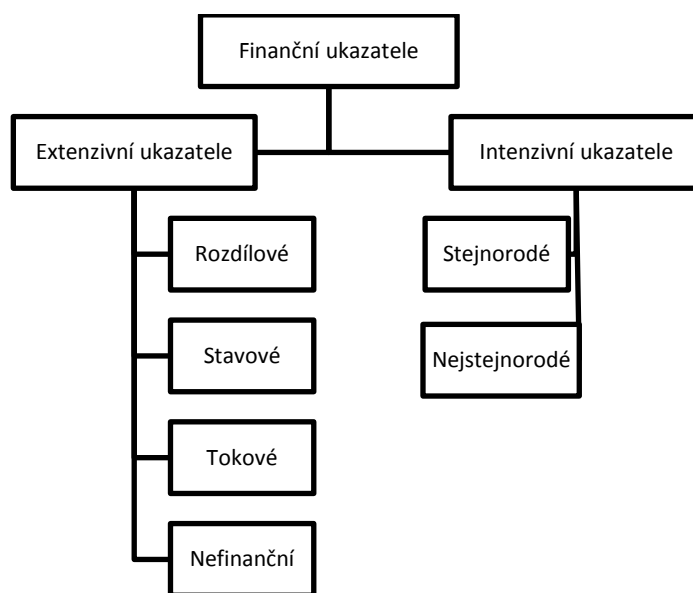 Finanční ukazatele
Extenzivní ukazatele
Intenzivní ukazatele
Rozdílové
Stejnorodé
Stavové
Nejstejnorodé
Tokové
Nefinanční